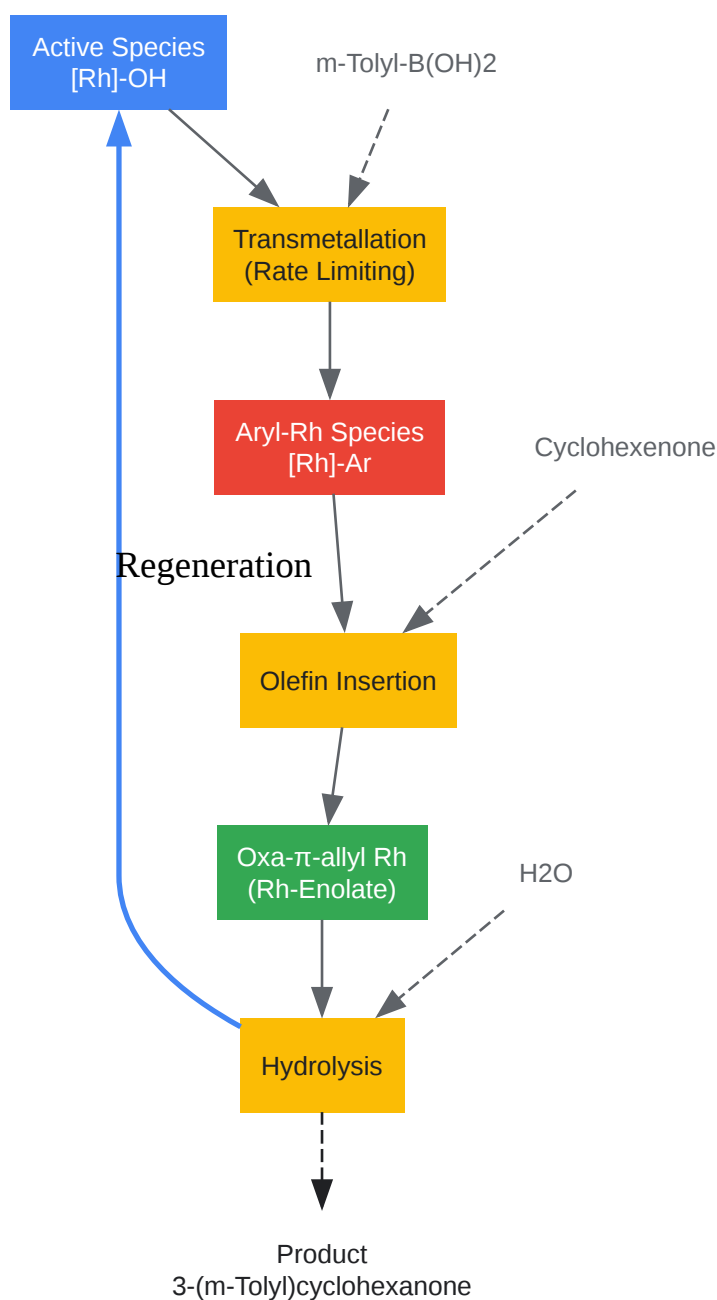 Active Species
[Rh]-OH
m-Tolyl-B(OH)2
Transmetallation
(Rate Limiting)
Aryl-Rh Species
[Rh]-Ar
Cyclohexenone
Regeneration
Olefin Insertion
Oxa-π-allyl Rh
(Rh-Enolate)
H2O
Hydrolysis
Product
3-(m-Tolyl)cyclohexanone